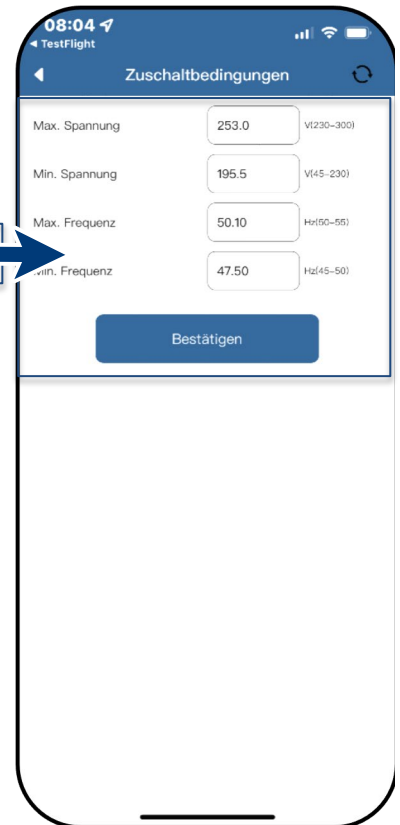 08:04
◄ TestFlight
Zuschaltbedingungen
Max. Spannung 253.0 V(230-300)
Min. Spannung 195.5 V(45-230)
Max. Frequenz 50.10 Hz(50-55)
Min. Frequenz 47.50 Hz(45-50)
Bestätigen